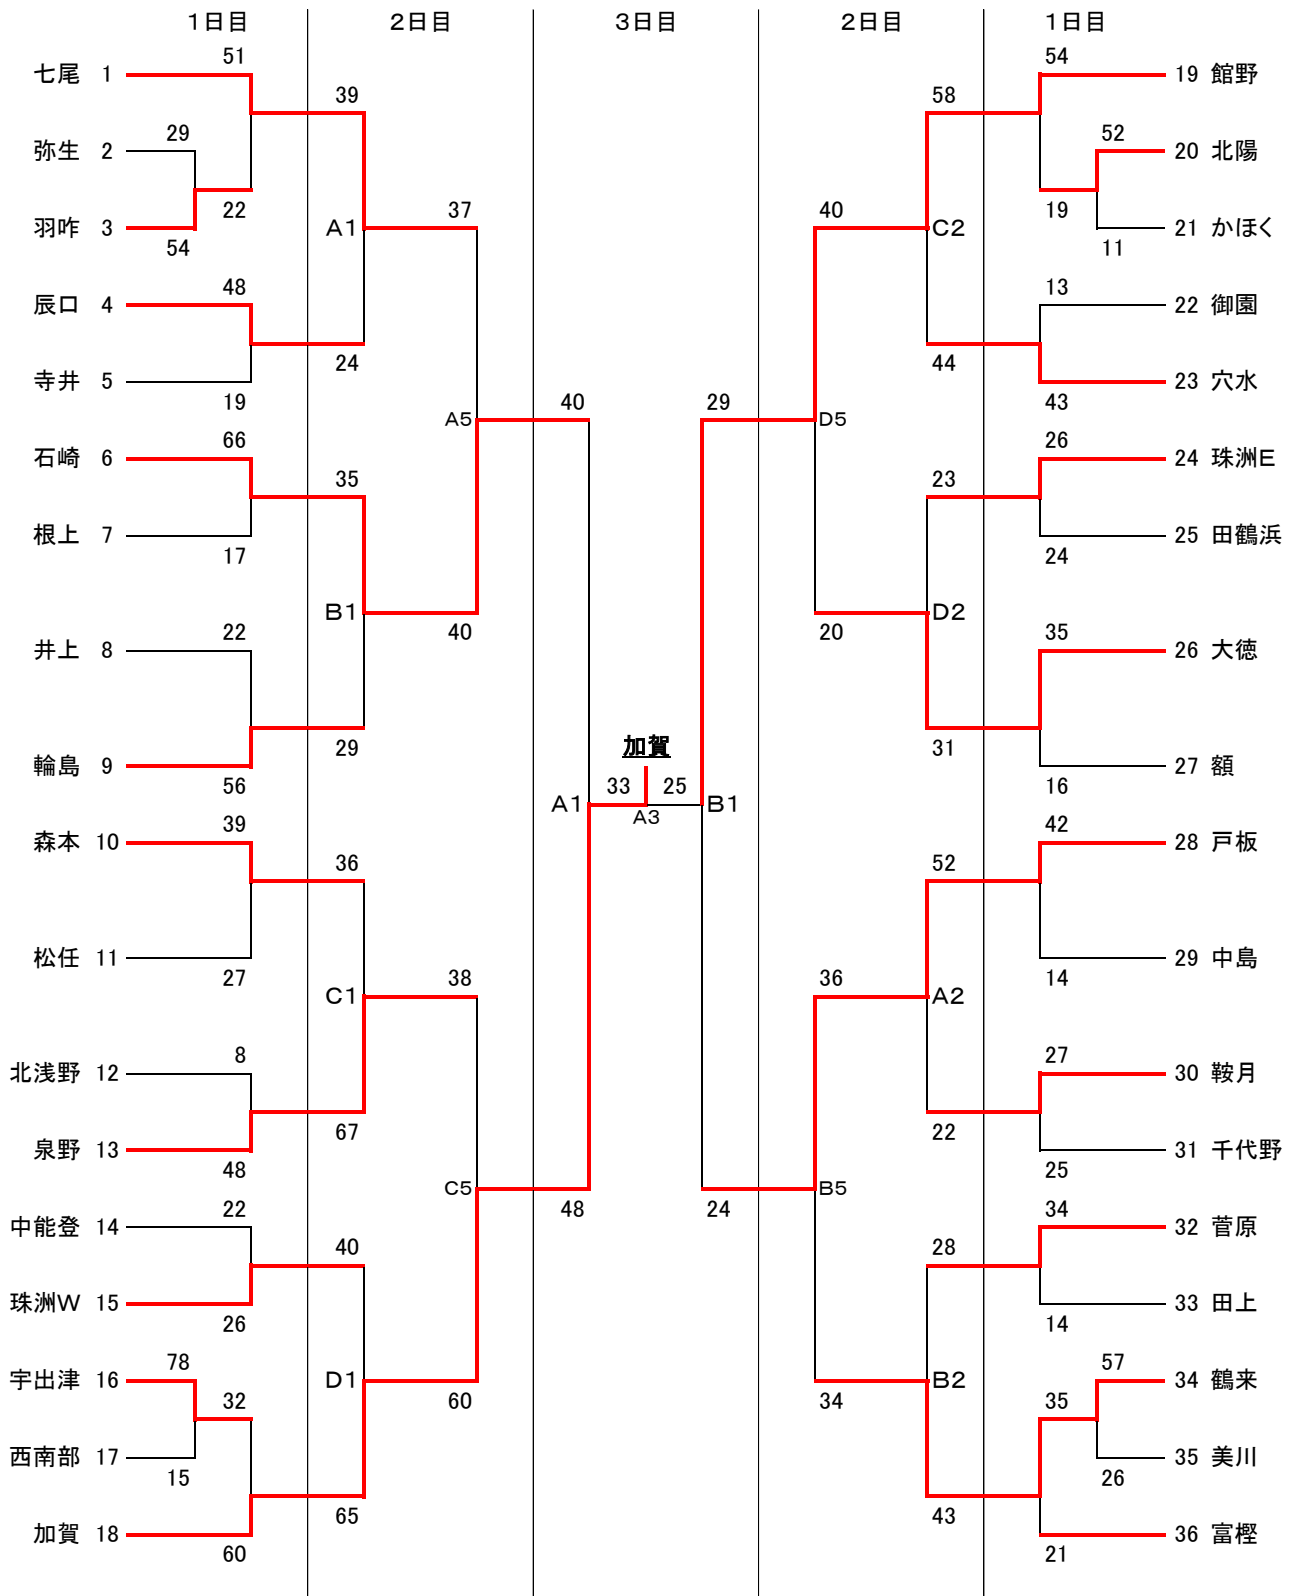 1日目 2日目 3日目 2日目 1日目
51 54
七尾 1 19 館野
39 58
29 52
弥生 2 20 北陽
22 19
羽咋 3 A1 37 40 C2 21 かほく
54 11
48 13
辰口 4 22 御園
24 44
寺井 5 23 穴水
19 40 29 43
A5 D5
66 26
石崎 6 24 珠洲E
35 23
根上 7 25 田鶴浜
17 24
B1 D2
22 40 20 35
井上 8 26 大徳
29 加賀 31
輪島 9 27 額
56 33 25 16
A1 B1
A3
39 42
森本 10 28 戸板
36 52
松任 11 29 中島
27 38 36 14
C1 A2
8 27
北浅野 12 30 鞍月
67 22
泉野 13 31 千代野
48 25
C5 B5
22 48 24 34
中能登 14 32 菅原
40 28
珠洲W 15 33 田上
26 14
78 57
宇出津 16 D1 B2 34 鶴来
32 60 34 35
西南部 17 35 美川
15 26
65 43
加賀 18 36 富樫
60 21